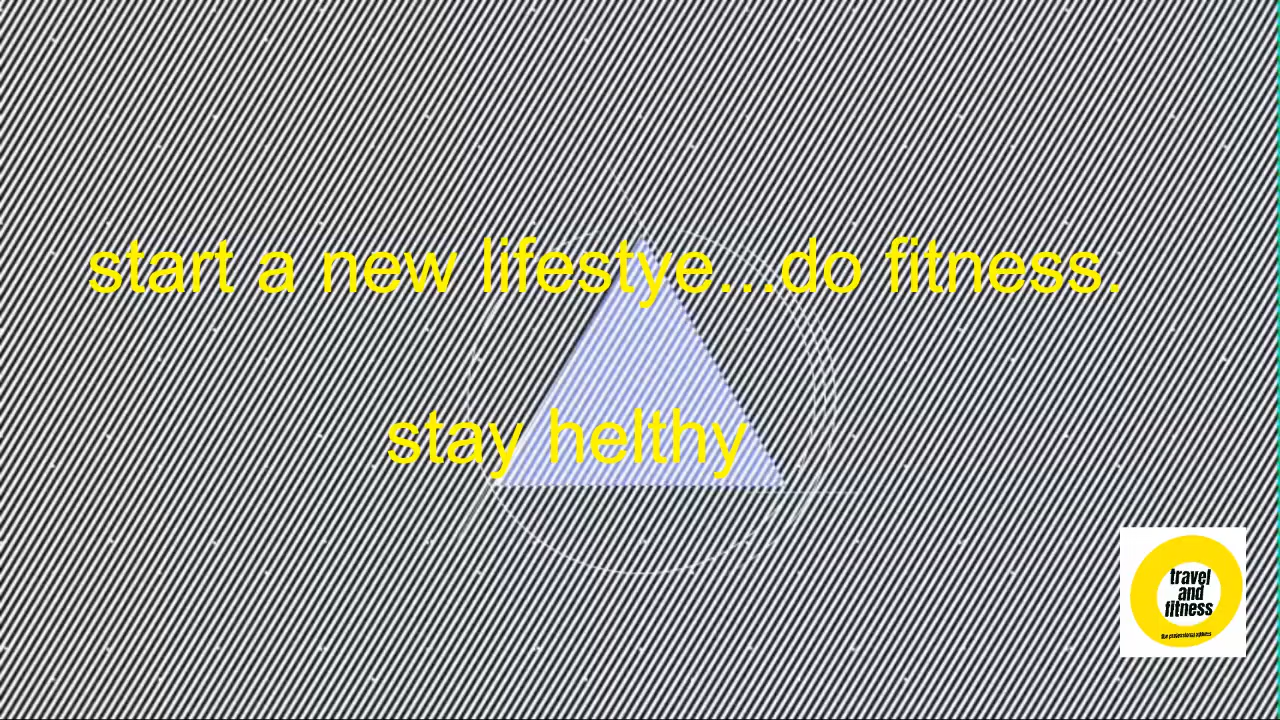 start a new lifestye...do fitness.
stay helthy
travel
and
fitness